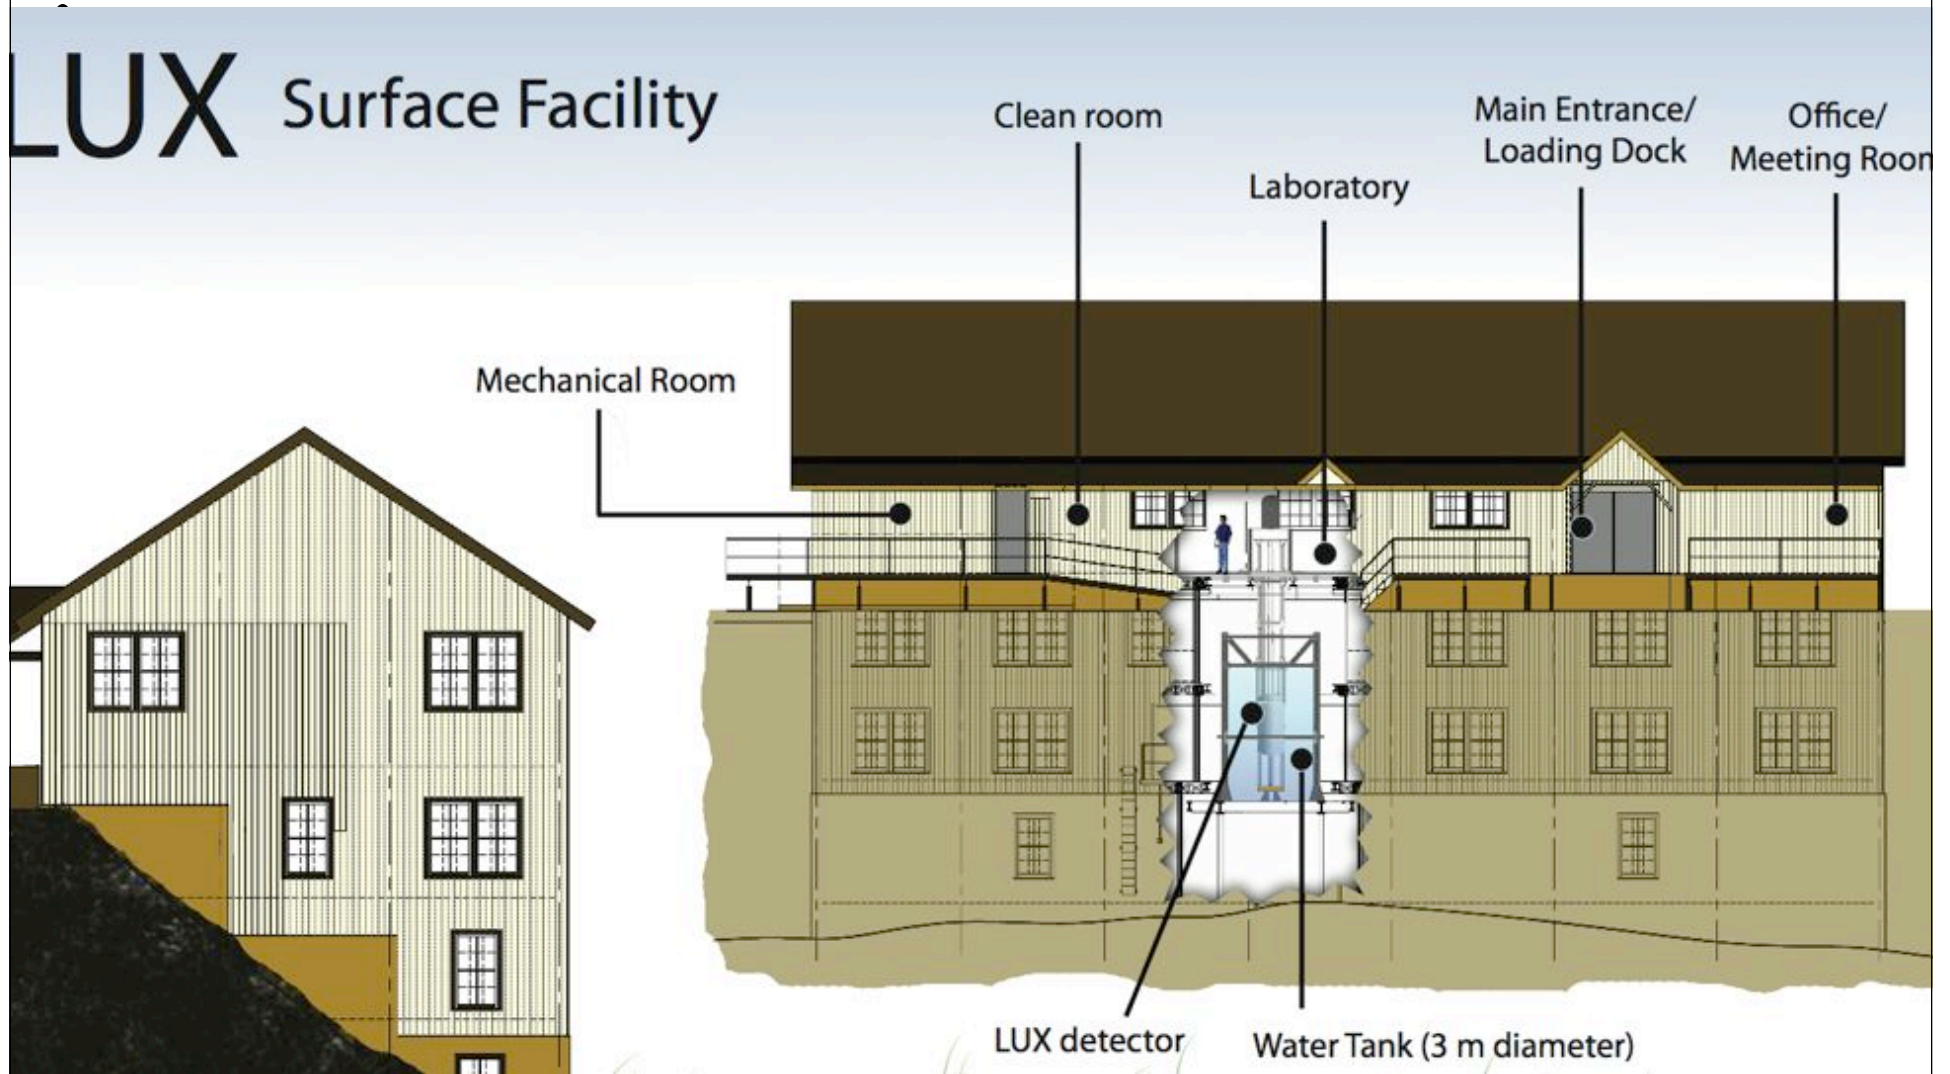 LUX Surface Facility
Clean room
Main Entrance/
Loading Dock
Office/
Meeting Room
Laboratory
Mechanical Room
LUX detector
Water Tank (3 m diameter)